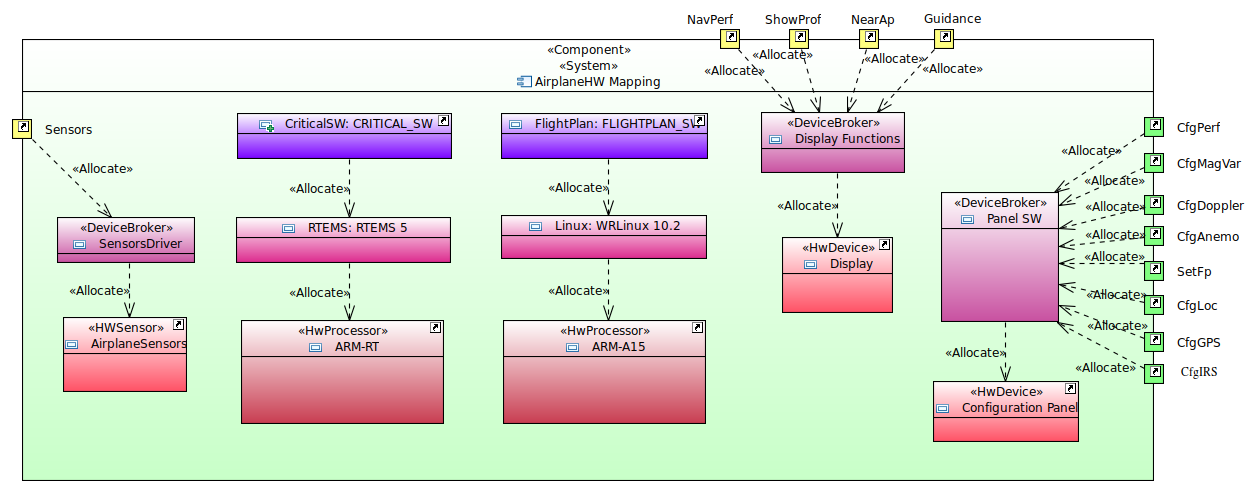 NavPerf
ShowProf
NearAp
Guidance
«Component»
«System»
AirplaneHW Mapping
«Allocate»
«Allocate»
«Allocate»
«Allocate»
Sensors
«Allocate»
«DeviceBroker»
SensorsDriver
«Allocate»
«HWSensor»
AirplaneSensors
CriticalSW: CRITICAL_SW
«Allocate»
RTEMS: RTEMS 5
«Allocate»
«HwProcessor»
ARM-RT
FlightPlan: FLIGHTPLAN_SW
«Allocate»
Linux: WRLinux 10.2
«Allocate»
«HwProcessor»
ARM-A15
«DeviceBroker»
Display Functions
«Allocate»
«HwDevice»
Display
«DeviceBroker»
Panel SW
«Allocate»
«HwDevice»
Configuration Panel
«Allocate»
CfgPerf
«Allocate»
CfgMagVar
«Allocate»
CfgDoppler
«Allocate»
CfgAnemo
«Allocate»
SetFp
«Allocate»
CfgLoc
«Allocate»
CfgGPS
«Allocate»
CfgIRS